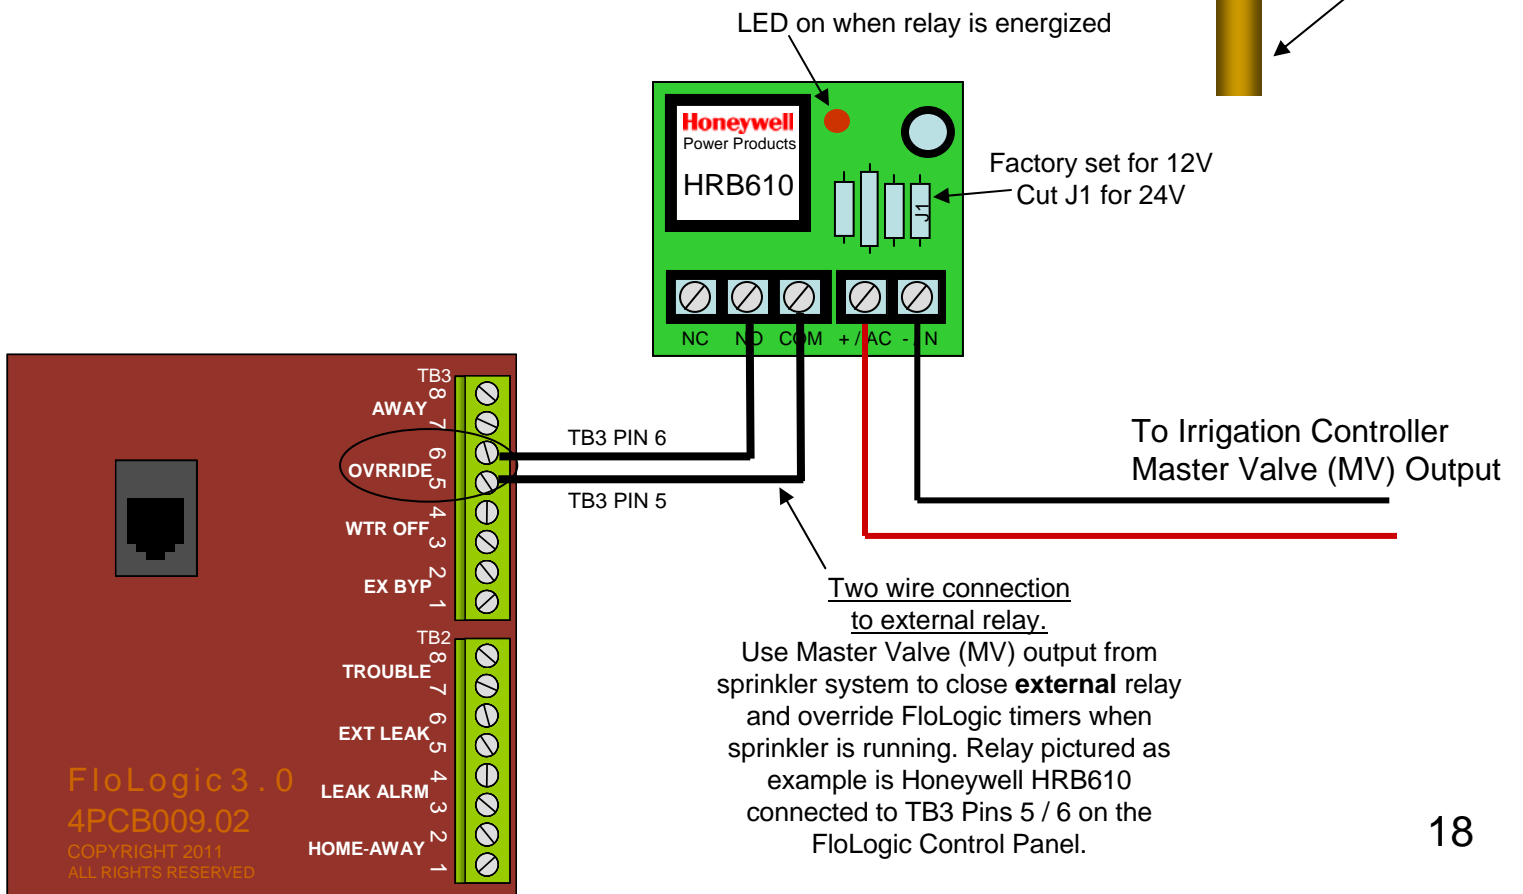 LED on when relay is energized
Honeywell
Power Products
HRB610
J1
Factory set for 12V
Cut J1 for 24V
NC NO COM + / AC - / N
TB3
8
AWAY
7
6
OVRRIDE
5
4
WTR OFF
3
2
EX BYP
1
TB3 PIN 6
TB3 PIN 5
To Irrigation Controller
Master Valve (MV) Output
TB2
8
TROUBLE
7
6
EXT LEAK
5
4
LEAK ALRM
3
2
HOME-AWAY
1
FloLogic 3.0
4PCB009.02
COPYRIGHT 2011
ALL RIGHTS RESERVED
Two wire connection
to external relay.
Use Master Valve (MV) output from
sprinkler system to close external relay
and override FloLogic timers when
sprinkler is running. Relay pictured as
example is Honeywell HRB610
connected to TB3 Pins 5 / 6 on the
FloLogic Control Panel.
18